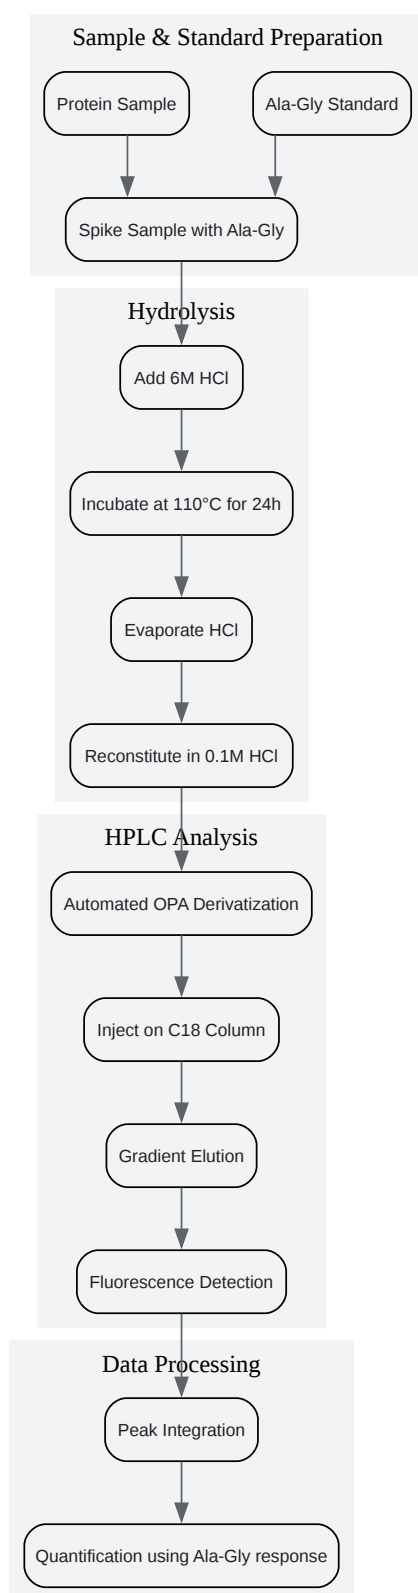 Sample & Standard Preparation
Protein Sample
Ala-Gly Standard
Spike Sample with Ala-Gly
Hydrolysis
Add 6M HCl
Incubate at 110°C for 24h
Evaporate HCl
Reconstitute in 0.1M HCl
HPLC Analysis
Automated OPA Derivatization
Inject on C18 Column
Gradient Elution
Fluorescence Detection
Data Processing
Peak Integration
Quantification using Ala-Gly response